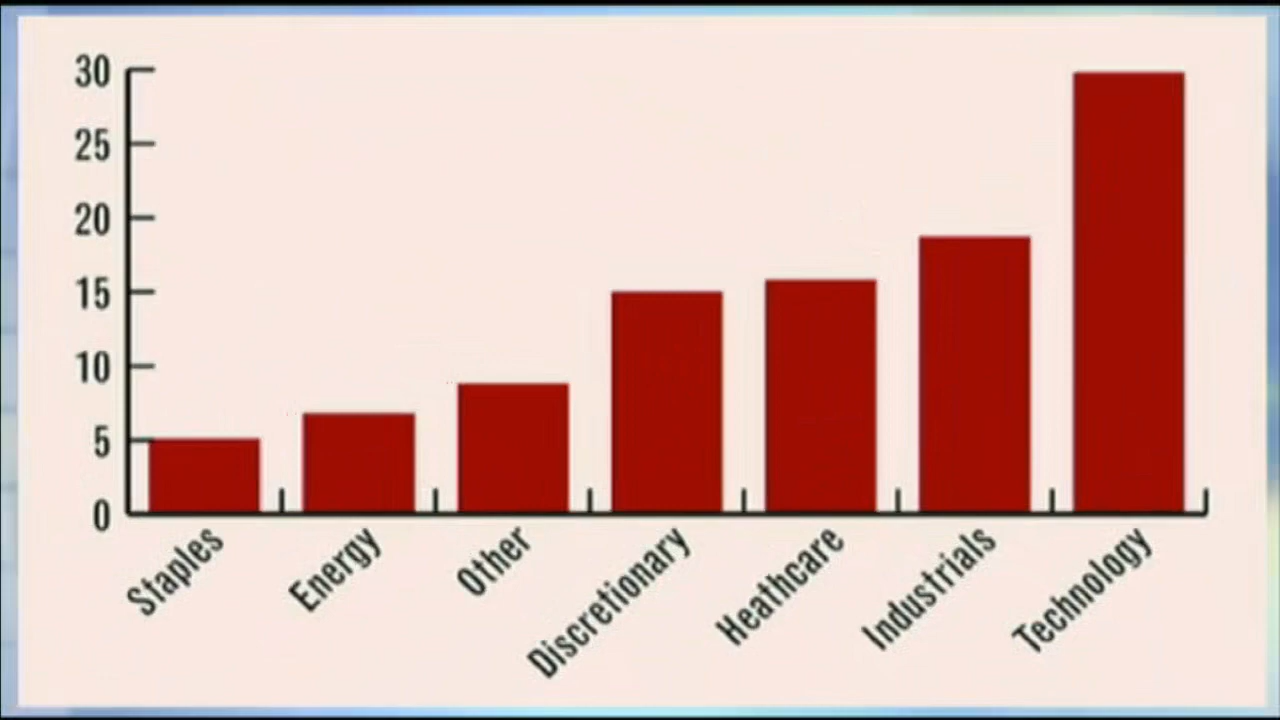 30
25
20
15
10
5
0
Staples
Energy
Other
Discretionary
Heathcare
Industrials
Technology